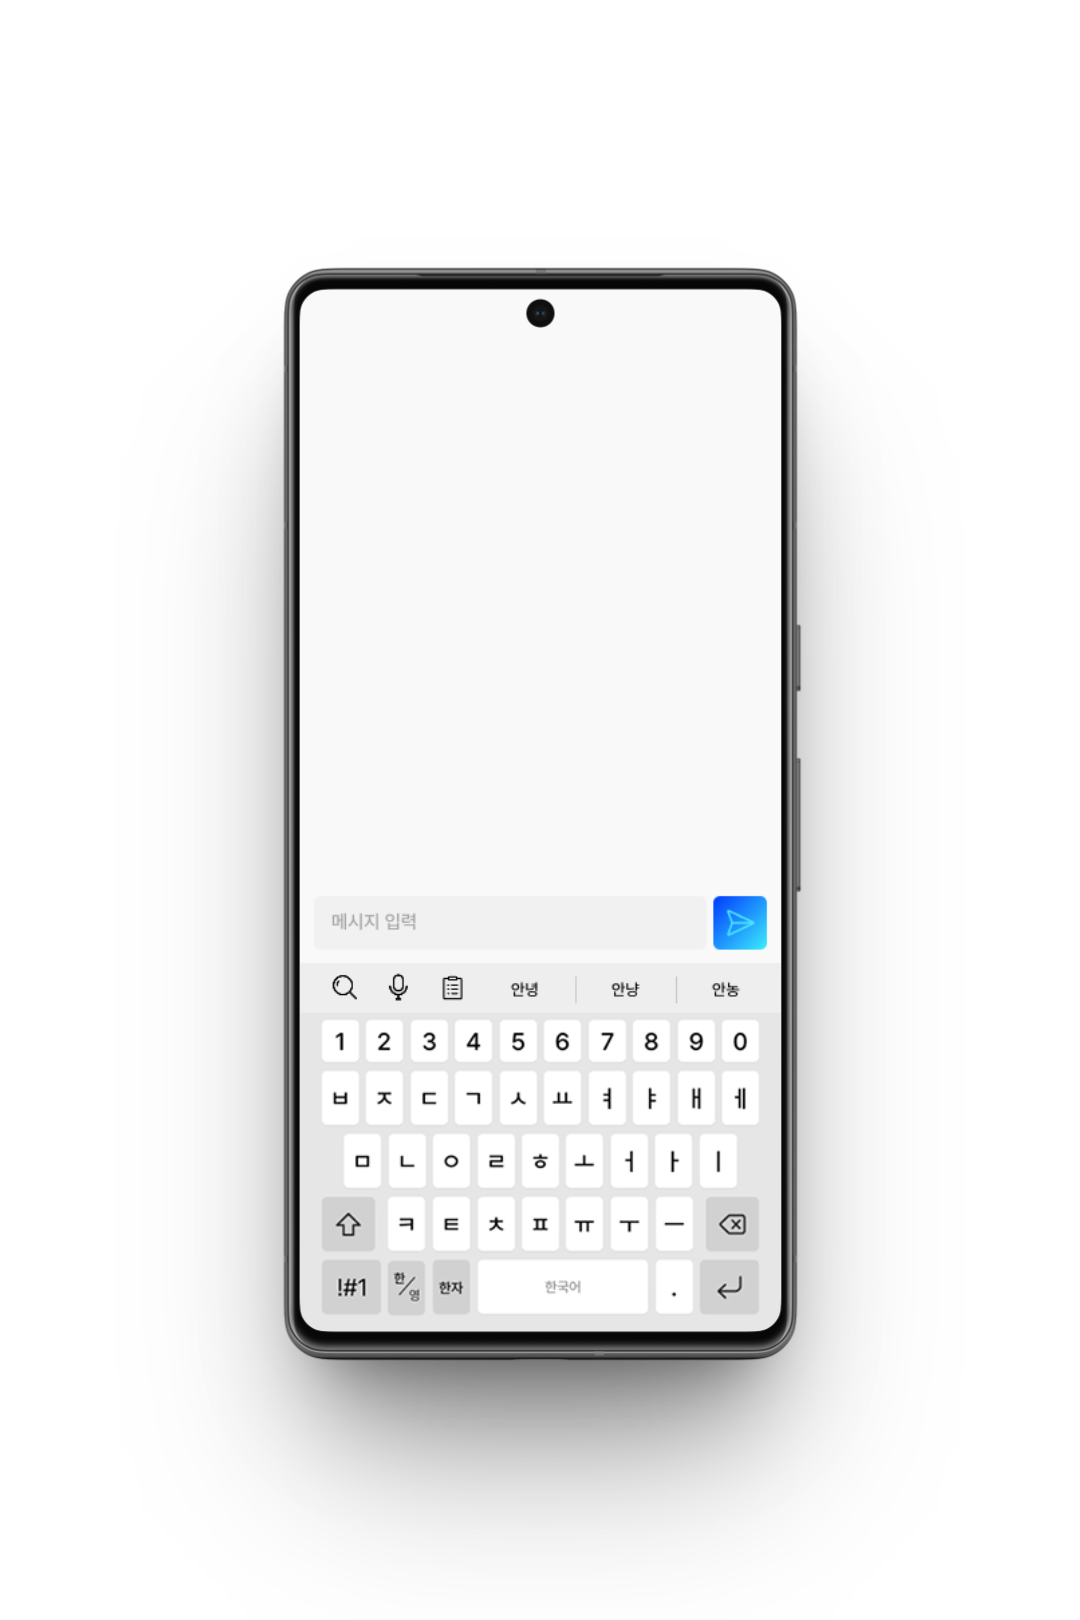 메시지 입력
안녕 안냥 안농
1 2 3 4 5 6 7 8 9 0
ㅂ ㅈ ㄷ ㄱ ㅅ ㅛ ㅕ ㅑ ㅐ ㅔ
ㅁ ㄴ ㅇ ㄹ ㅎ ㅗ ㅓ ㅏ ㅣ
ㅋ ㅌ ㅊ ㅍ ㅠ ㅜ ㅡ
!#1 한/영 한자 한국어 .